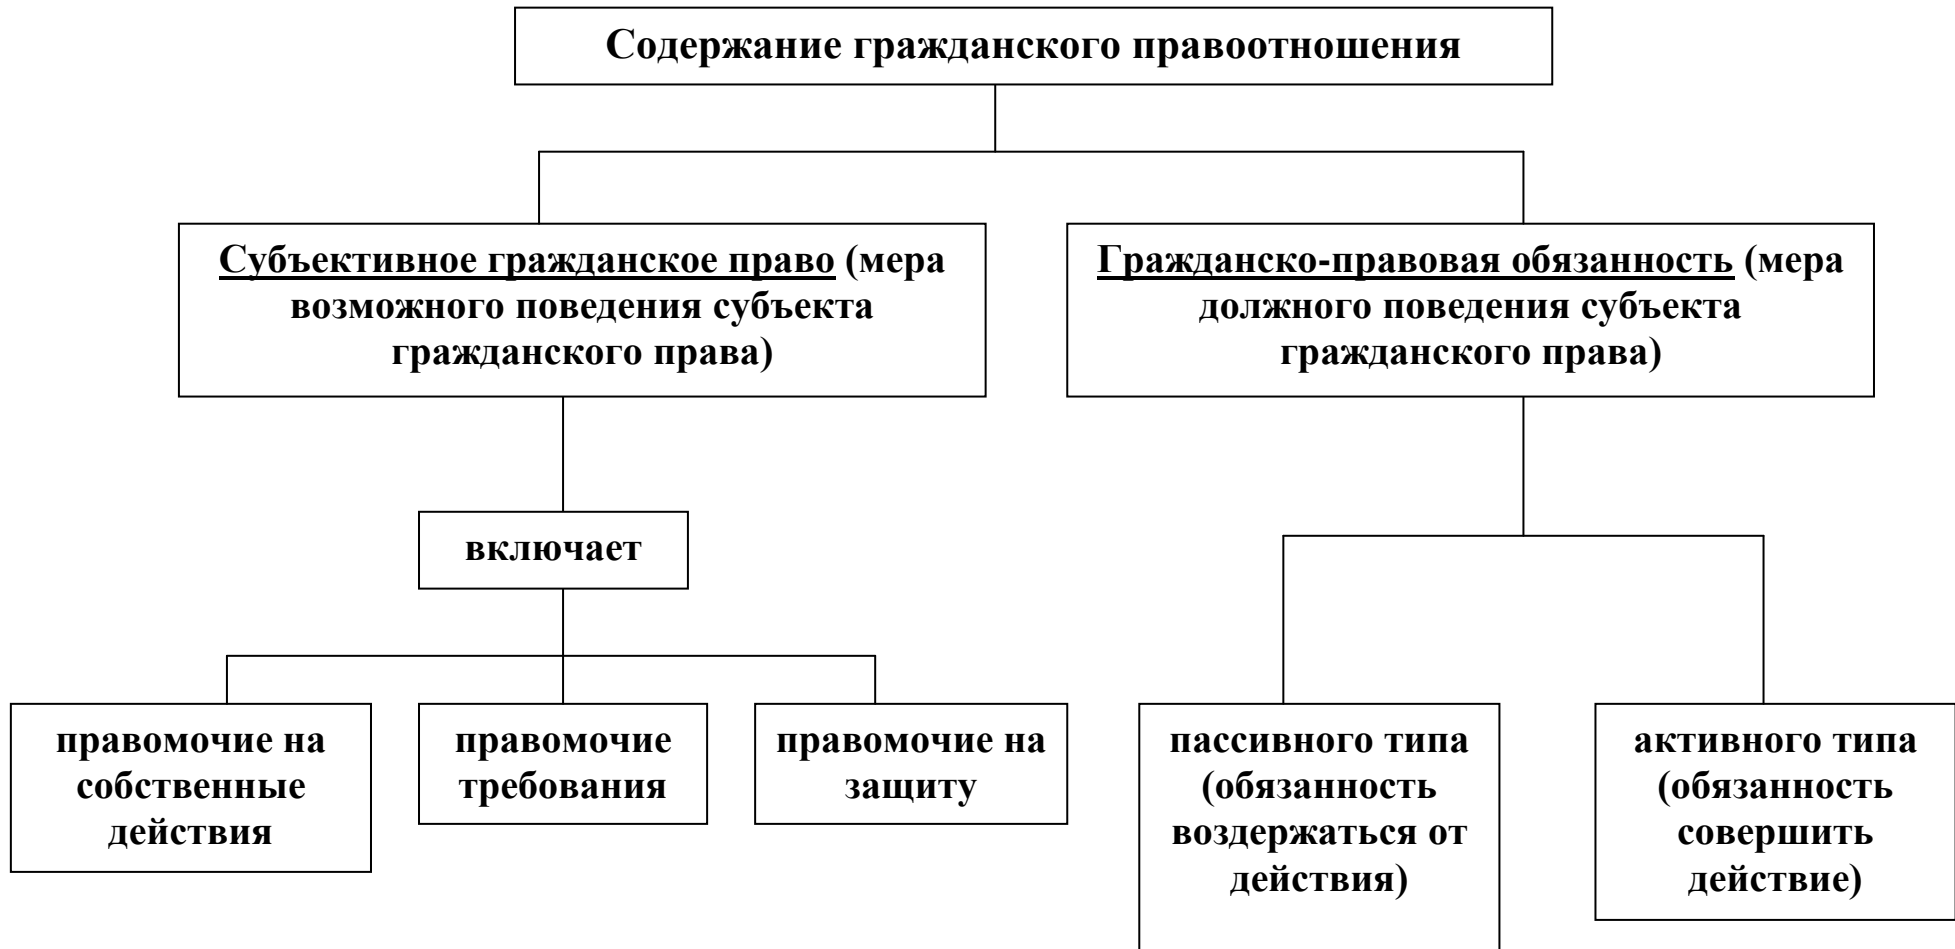 Содержание гражданского правоотношения
Субъективное гражданское право (мера
возможного поведения субъекта
гражданского права)
Гражданско-правовая обязанность (мера
должного поведения субъекта
гражданского права)
включает
правомочие на
собственные
действия
правомочие
требования
правомочие на
защиту
пассивного типа
(обязанность
воздержаться от
действия)
активного типа
(обязанность
совершить
действие)